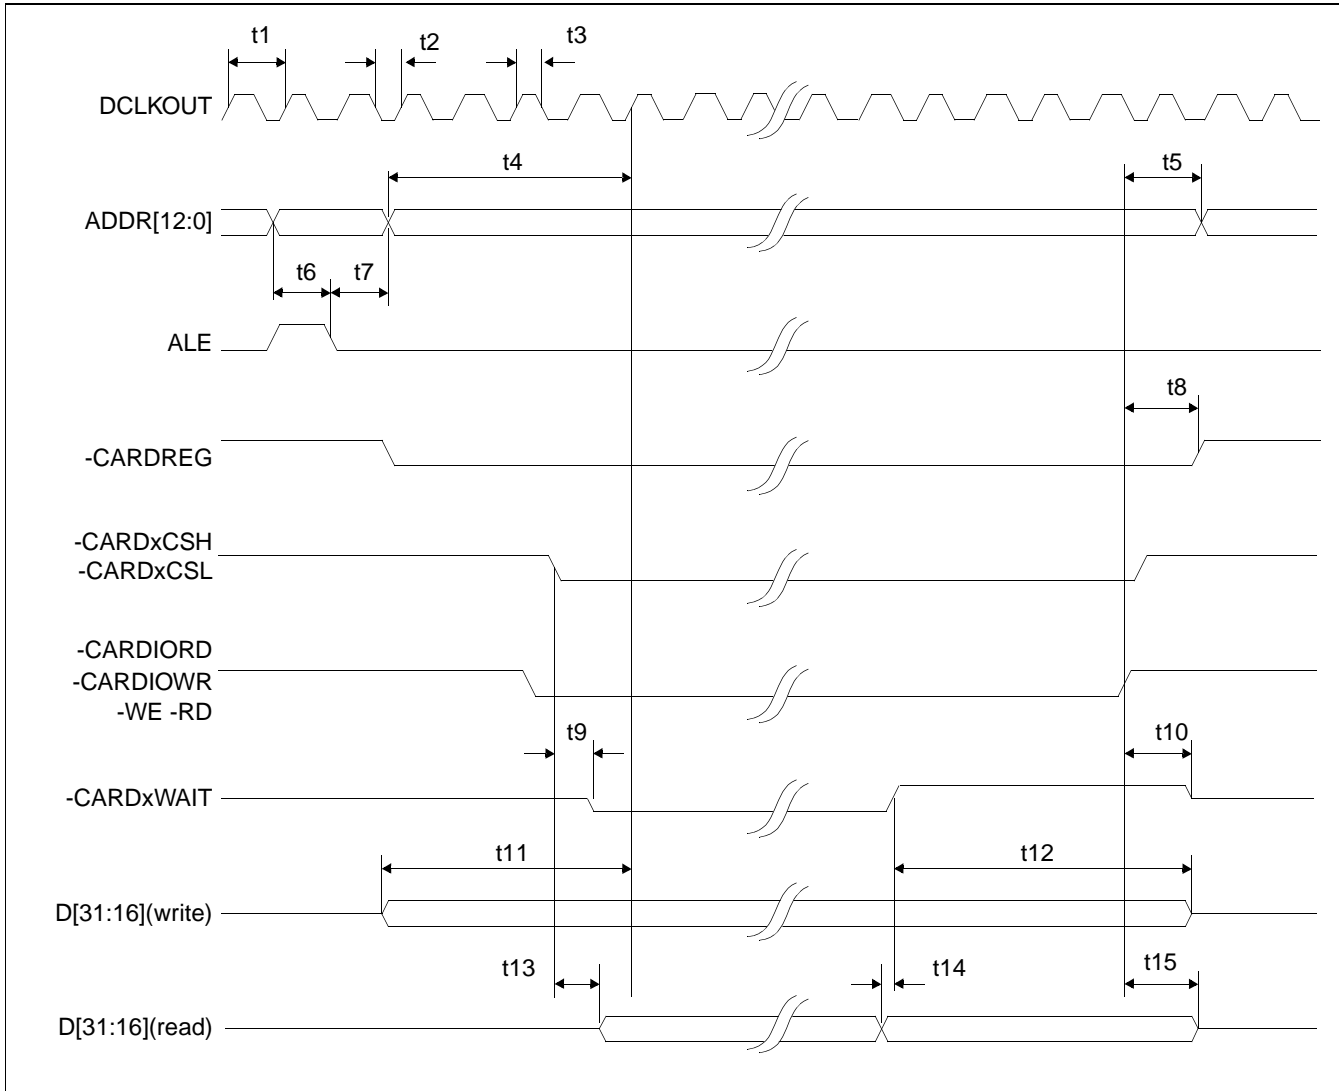 t1
t2
t3
DCLKOUT
t4
t5
ADDR[12:0]
t6
t7
ALE
t8
-CARDREG
-CARDxCSH
-CARDxCSL
-CARDIORD
-CARDIOWR
-WE -RD
t9
t10
-CARDxWAIT
t11
t12
D[31:16](write)
t13
t14
t15
D[31:16](read)